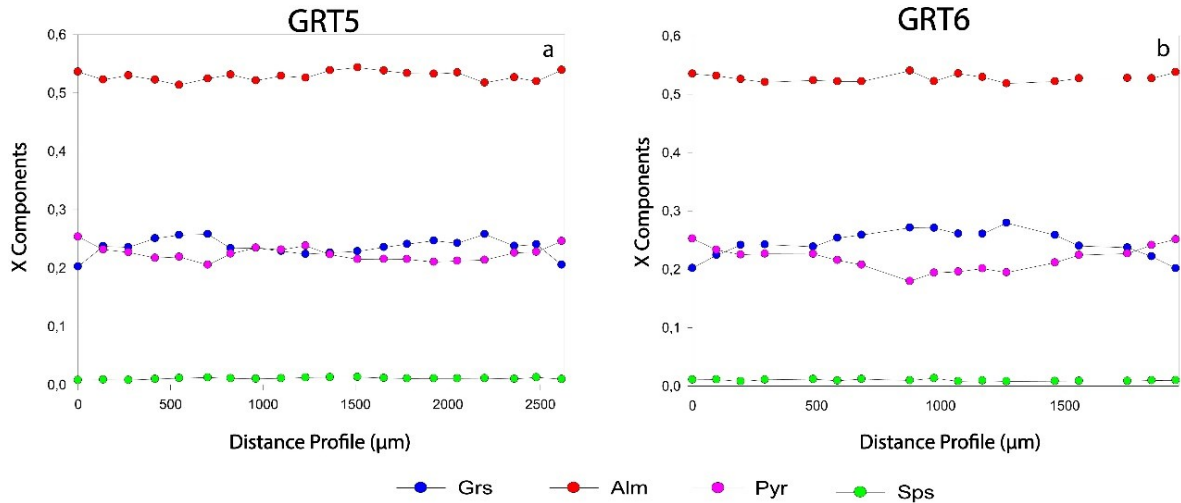 GRT5
a
0,6
0,5
0,4
0,3
0,2
0,1
0,0
X Components
0
500
1000
1500
2000
2500
Distance Profile (µm)
GRT6
b
0,6
0,5
0,4
0,3
0,2
0,1
0,0
X Components
0
500
1000
1500
Distance Profile (µm)
Grs
Alm
Pyr
Sps